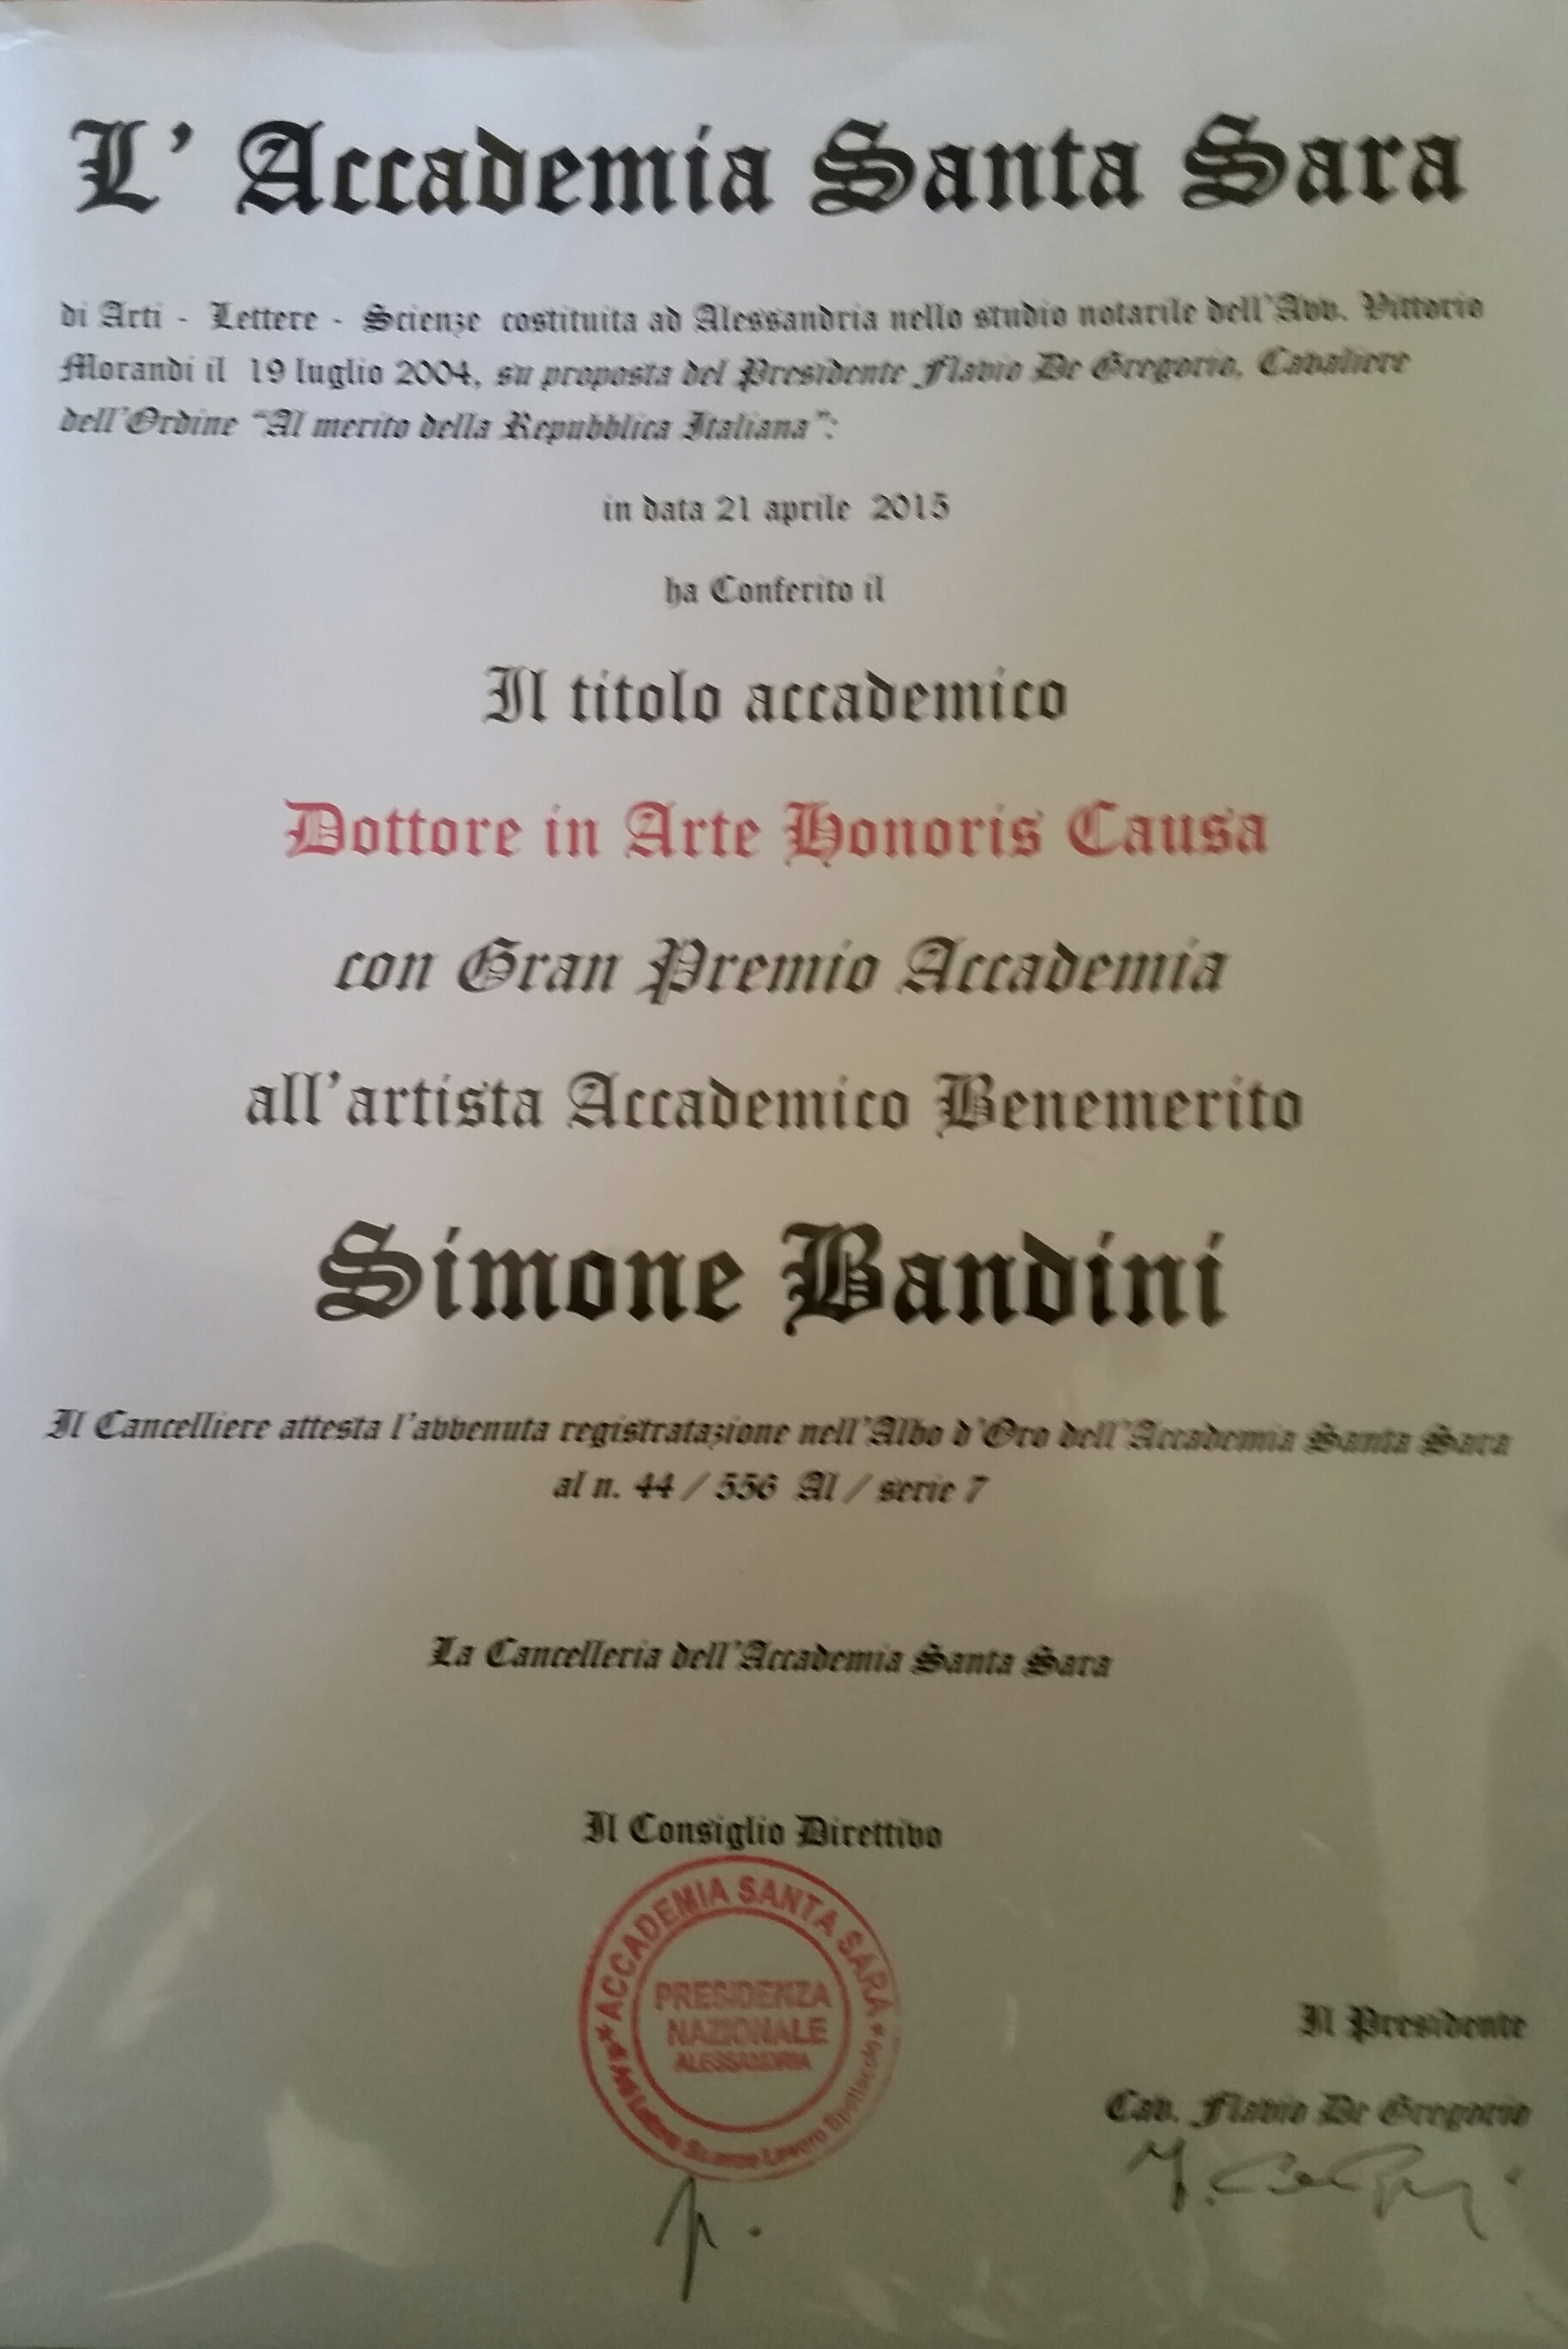 L' Accademia Santa Sara
di Arti - Lettere - Scienze costituita ad Alessandria nello studio notarile dell'Avv. Vittorio
Morandi il 19 luglio 2004, su proposta del Presidente Flavio De Gregorio, Cavaliere
dell'Ordine “Al merito della Repubblica Italiana”:
in data 21 aprile 2015
ha Conferito il
Il titolo accademico
Dottore in Arte Honoris Causa
con Gran Premio Accademia
all'artista Accademico Benemerito
Simone Bandini
Il Cancelliere attesta l'avvenuta registratazione nell'Albo d'Oro dell'Accademia Santa Sara
al n. 44 / 556 Al / serie 7
La Cancelleria dell'Accademia Santa Sara
Il Consiglio Direttivo
* ACCADEMIA SANTA SARA *
PRESIDENZA
NAZIONALE
ALESSANDRIA
* Arti Lettere Scienze Lavoro Spettacolo *
Il Presidente
Cav. Flavio De Gregorio